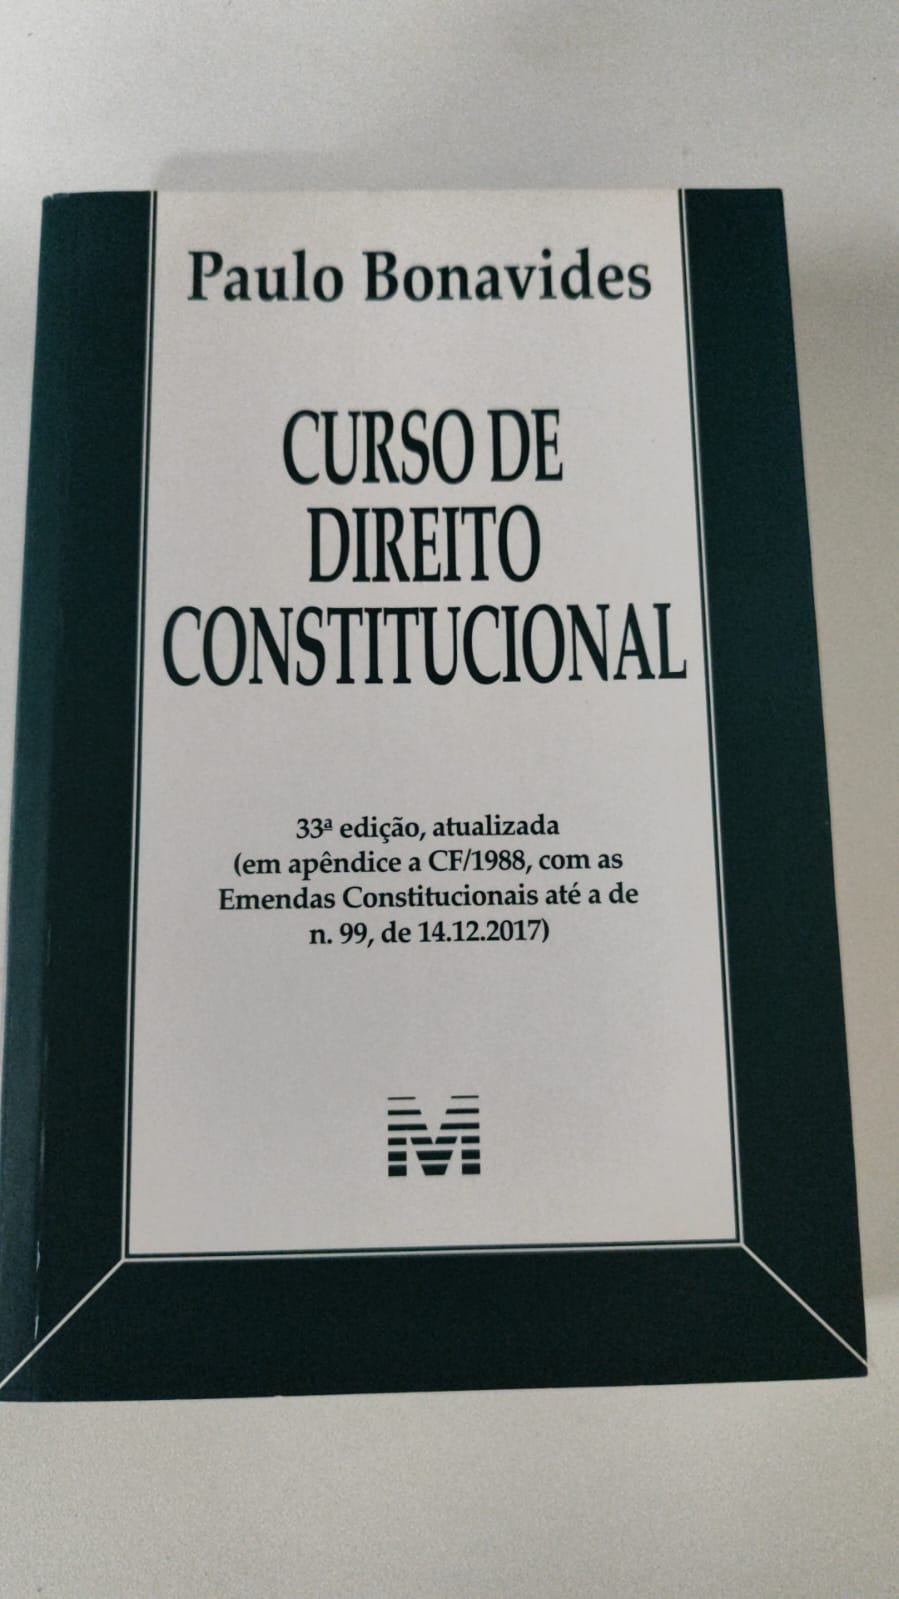 Paulo Bonavides
CURSO DE
DIREITO
CONSTITUCIONAL
33ª edição, atualizada
(em apêndice a CF/1988, com as
Emendas Constitucionais até a de
n. 99, de 14.12.2017)
M